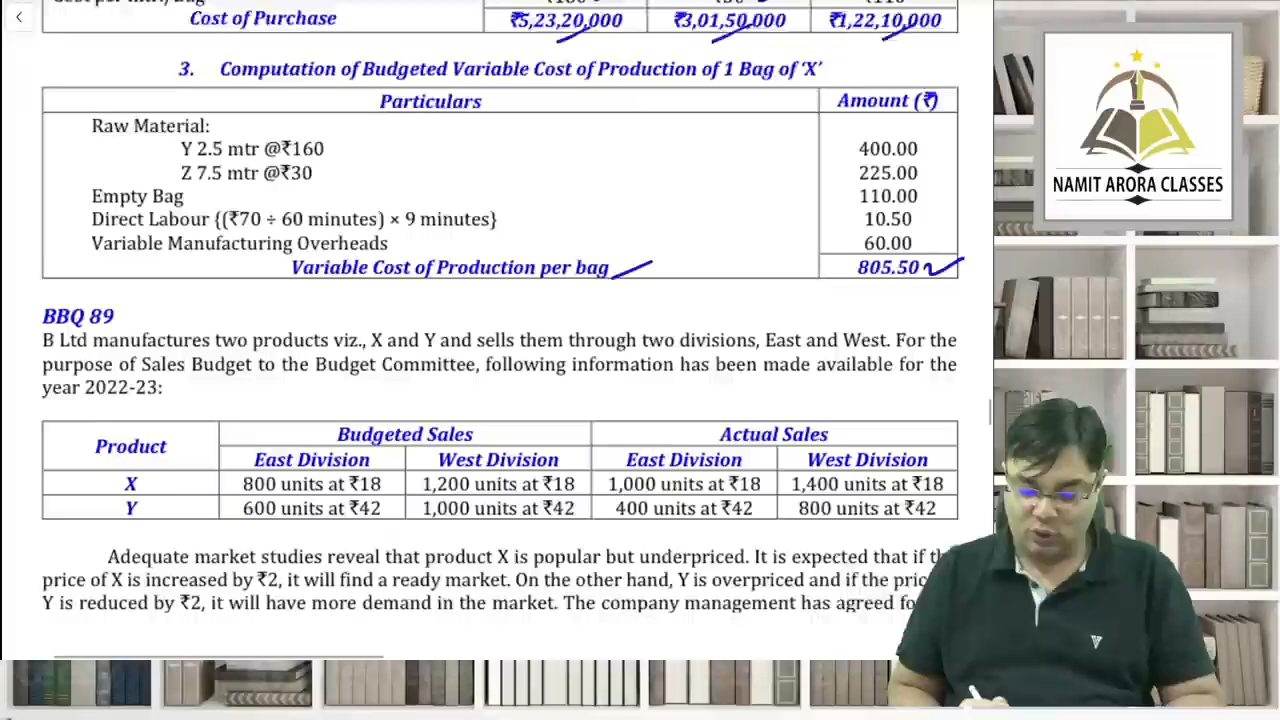 Cost of Purchase ₹5,23,20,000 ₹3,01,50,000 ₹1,22,10,000
3. Computation of Budgeted Variable Cost of Production of 1 Bag of ‘X’
Particulars Amount (₹)
Raw Material:
Y 2.5 mtr @₹160 400.00
Z 7.5 mtr @₹30 225.00
Empty Bag 110.00
Direct Labour {(₹70 ÷ 60 minutes) × 9 minutes} 10.50
Variable Manufacturing Overheads 60.00
Variable Cost of Production per bag 805.50
BBQ 89
B Ltd manufactures two products viz., X and Y and sells them through two divisions, East and West. For the
purpose of Sales Budget to the Budget Committee, following information has been made available for the
year 2022-23:
Product Budgeted Sales Actual Sales
East Division West Division East Division West Division
X 800 units at ₹18 1,200 units at ₹18 1,000 units at ₹18 1,400 units at ₹18
Y 600 units at ₹42 1,000 units at ₹42 400 units at ₹42 800 units at ₹42
Adequate market studies reveal that product X is popular but underpriced. It is expected that if
price of X is increased by ₹2, it will find a ready market. On the other hand, Y is overpriced and if the
Y is reduced by ₹2, it will have more demand in the market. The company management has agreed
NAMIT ARORA CLASSES